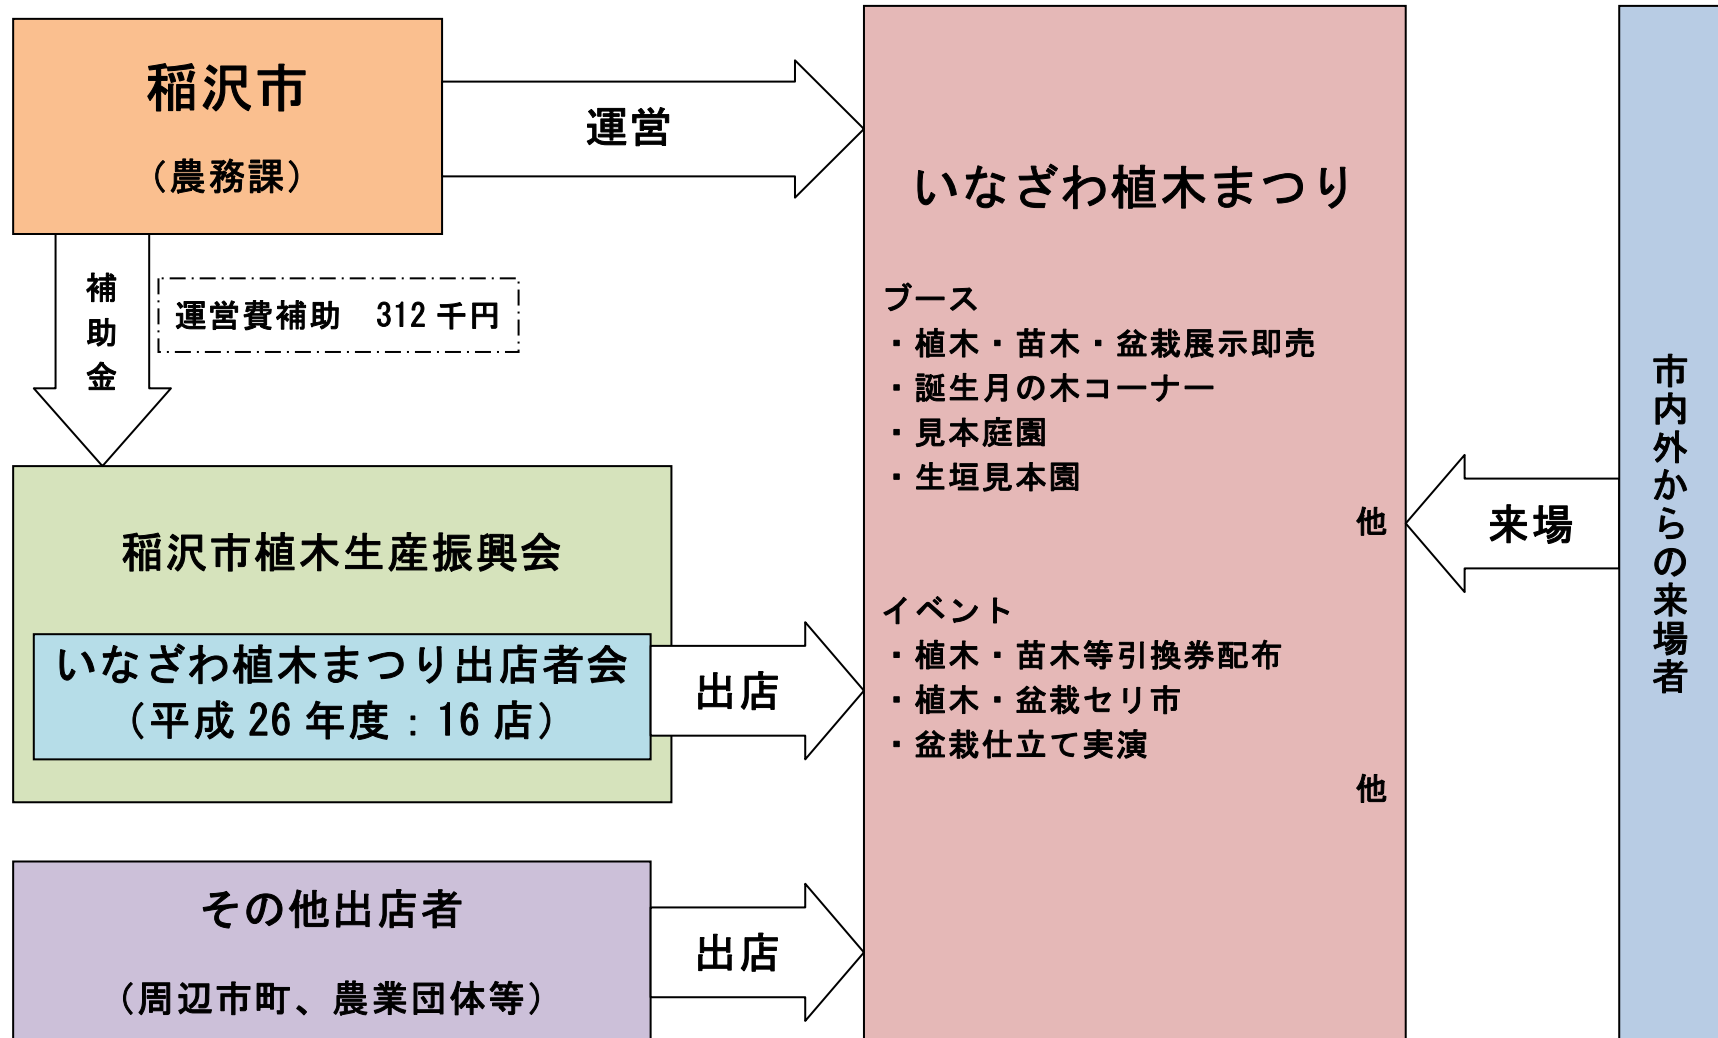 稲沢市
（農務課）
運営
補助金
運営費補助　312 千円
稲沢市植木生産振興会
いなざわ植木まつり出店者会
（平成 26 年度：16 店）
出店
その他出店者
（周辺市町、農業団体等）
出店
いなざわ植木まつり
ブース
・植木・苗木・盆栽展示即売
・誕生月の木コーナー
・見本庭園
・生垣見本園
他
イベント
・植木・苗木等引換券配布
・植木・盆栽セリ市
・盆栽仕立て実演
他
来場
市内外からの来場者